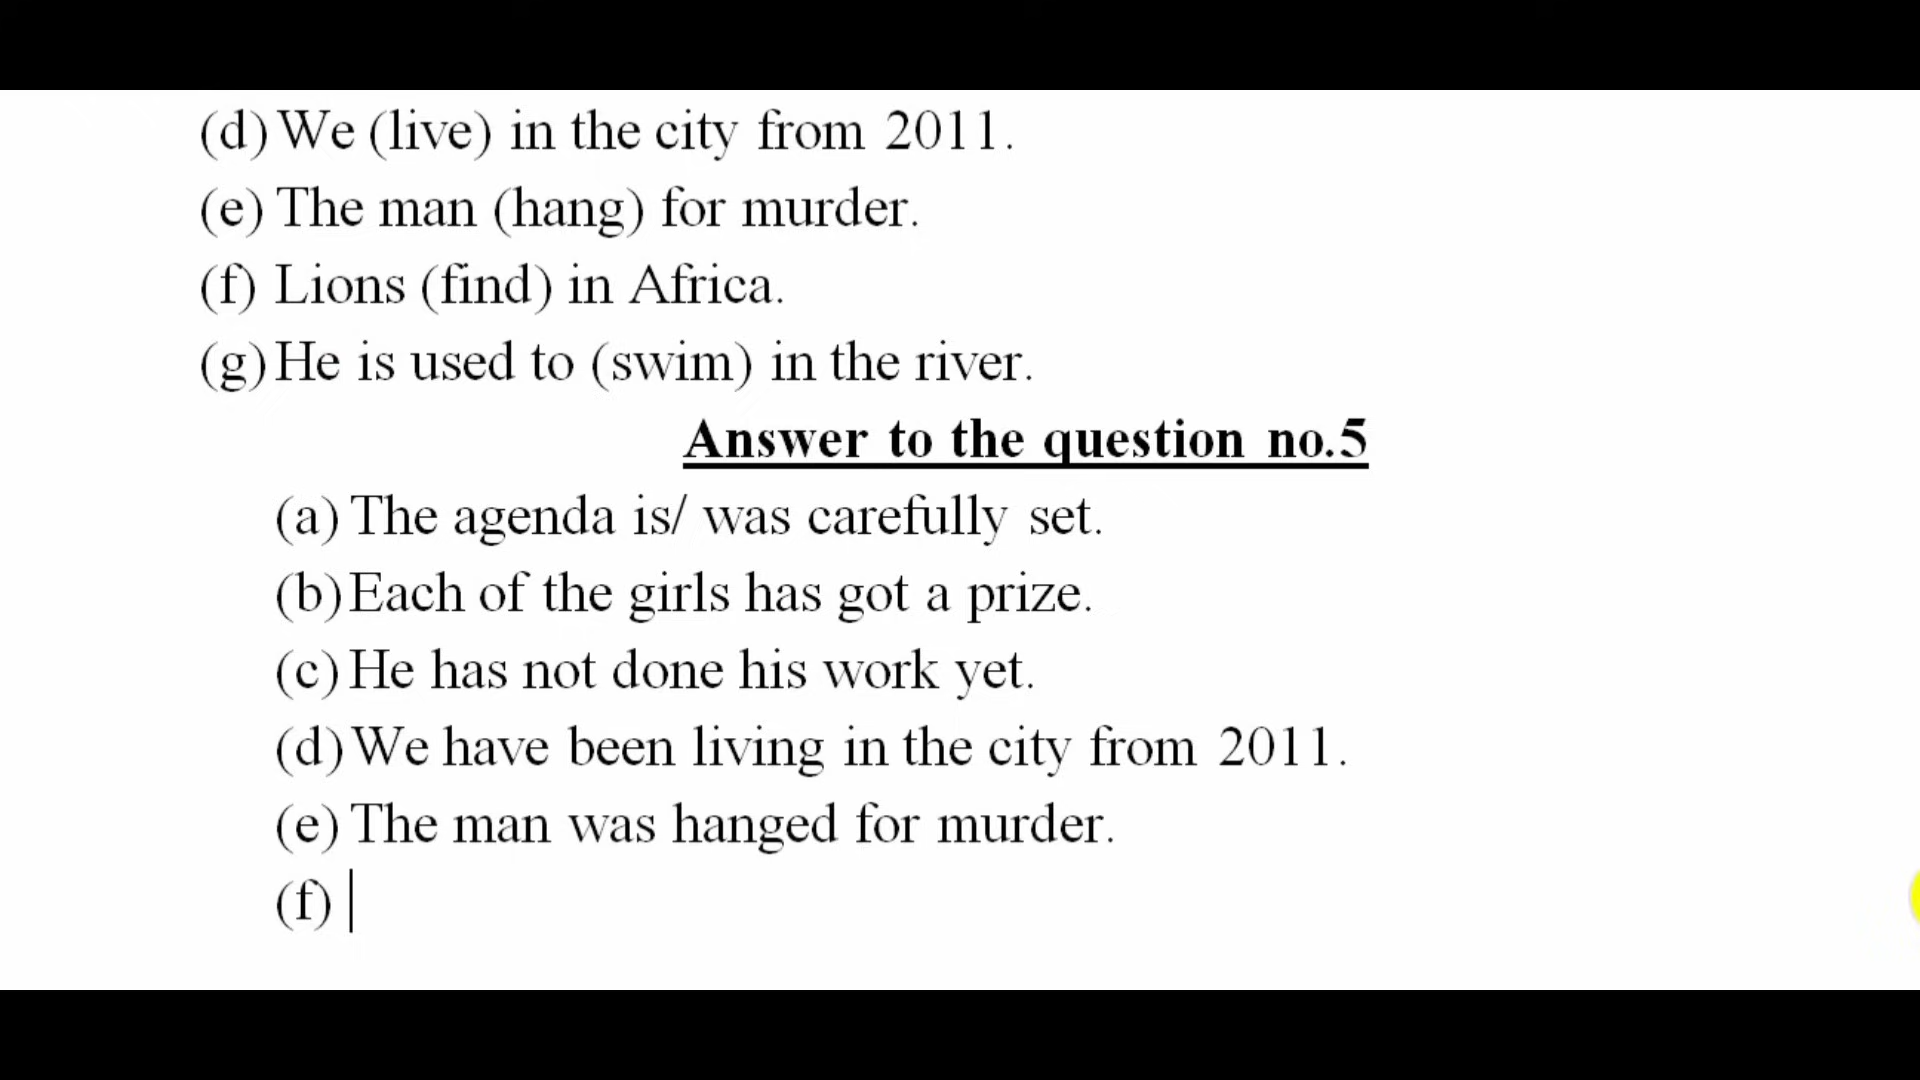 (d) We (live) in the city from 2011.
(e) The man (hang) for murder.
(f) Lions (find) in Africa.
(g) He is used to (swim) in the river.
Answer to the question no.5
(a) The agenda is/ was carefully set.
(b) Each of the girls has got a prize.
(c) He has not done his work yet.
(d) We have been living in the city from 2011.
(e) The man was hanged for murder.
(f)